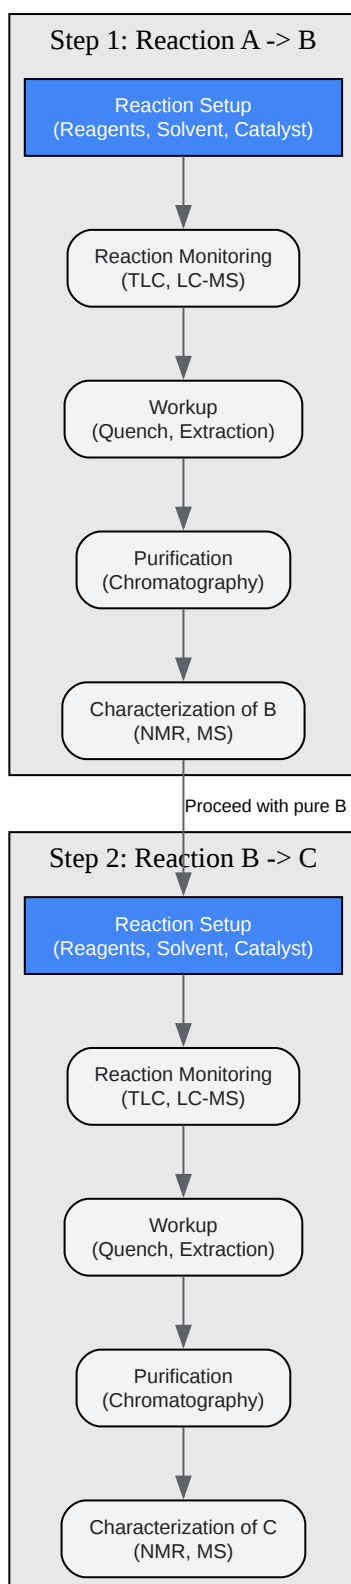 Step 1: Reaction A -> B
Reaction Setup
(Reagents, Solvent, Catalyst)
Reaction Monitoring
(TLC, LC-MS)
Workup
(Quench, Extraction)
Purification
(Chromatography)
Characterization of B
(NMR, MS)
Proceed with pure B
Step 2: Reaction B -> C
Reaction Setup
(Reagents, Solvent, Catalyst)
Reaction Monitoring
(TLC, LC-MS)
Workup
(Quench, Extraction)
Purification
(Chromatography)
Characterization of C
(NMR, MS)